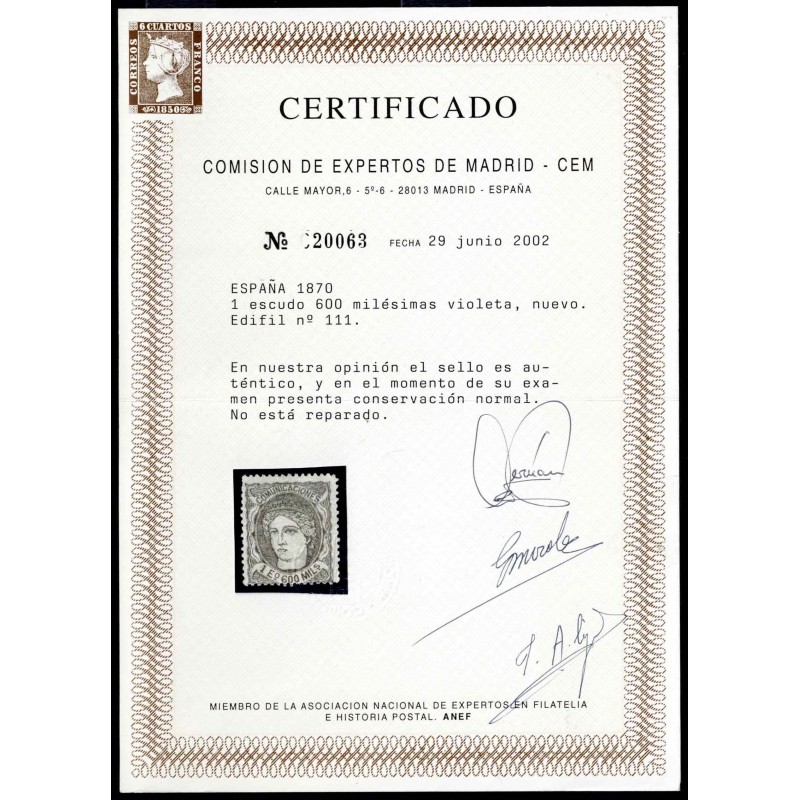 6 CUARTOS
CORREOS
FRANCO
1850
CERTIFICADO
COMISION DE EXPERTOS DE MADRID - CEM
CALLE MAYOR,6 - 5º-6 - 28013 MADRID - ESPAÑA
Nº 20063 FECHA 29 junio 2002
ESPAÑA 1870
1 escudo 600 milésimas violeta, nuevo.
Edifil nº 111.
En nuestra opinión el sello es au-
téntico, y en el momento de su exa-
men presenta conservación normal.
No está reparado.
COMUNICACIONES
1 Eº 600 MILS
MIEMBRO DE LA ASOCIACION NACIONAL DE EXPERTOS EN FILATELIA
E HISTORIA POSTAL. ANEF